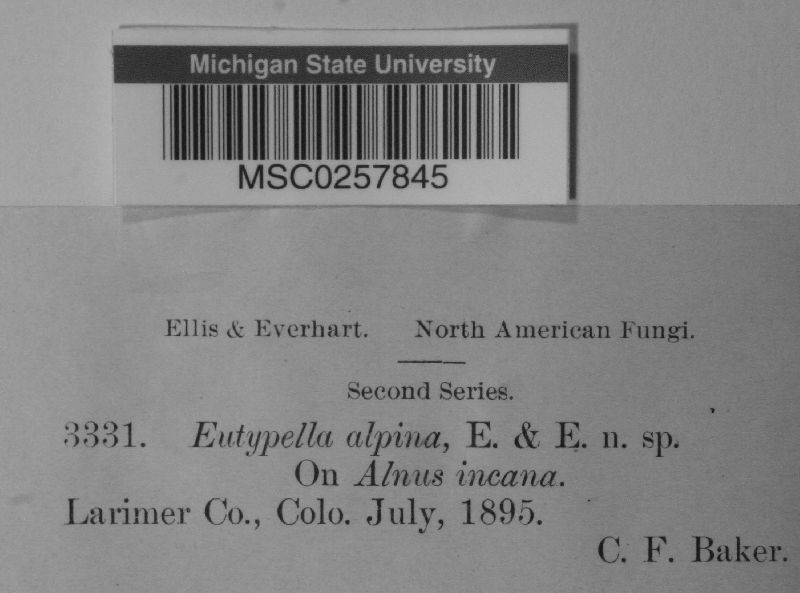 Michigan State University
MSC0257845
Ellis & Everhart. North American Fungi.
Second Series.
3331. Eutypella alpina, E. & E. n. sp.
On Alnus incana.
Larimer Co., Colo. July, 1895.
C. F. Baker.